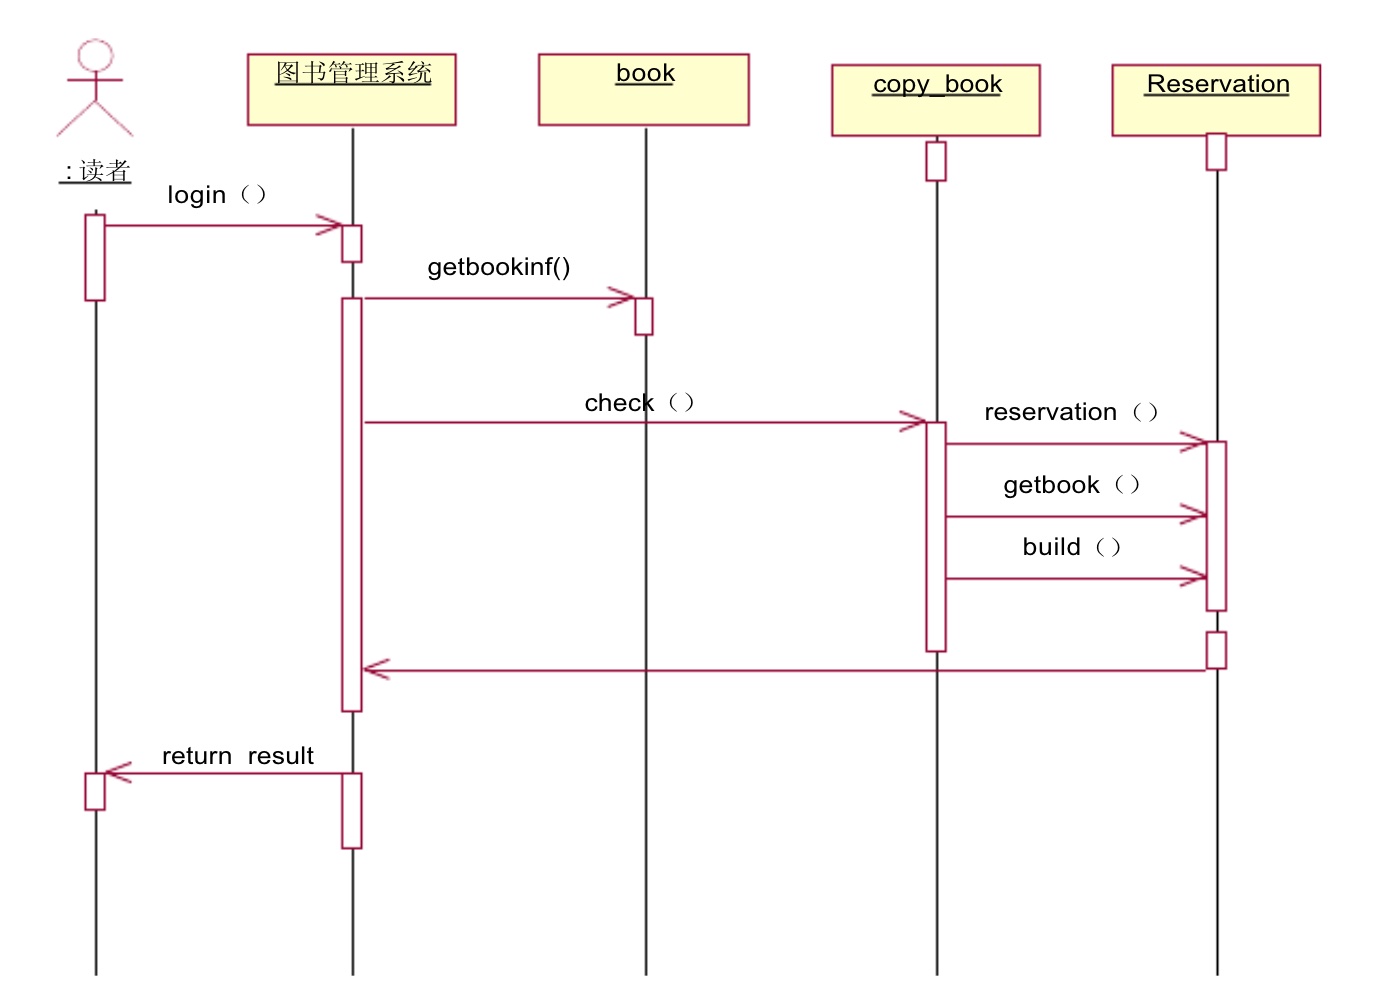 图书管理系统
book
copy_book
Reservation
: 读者
login（）
getbookinf()
check（）
reservation（）
getbook（）
build（）
return result